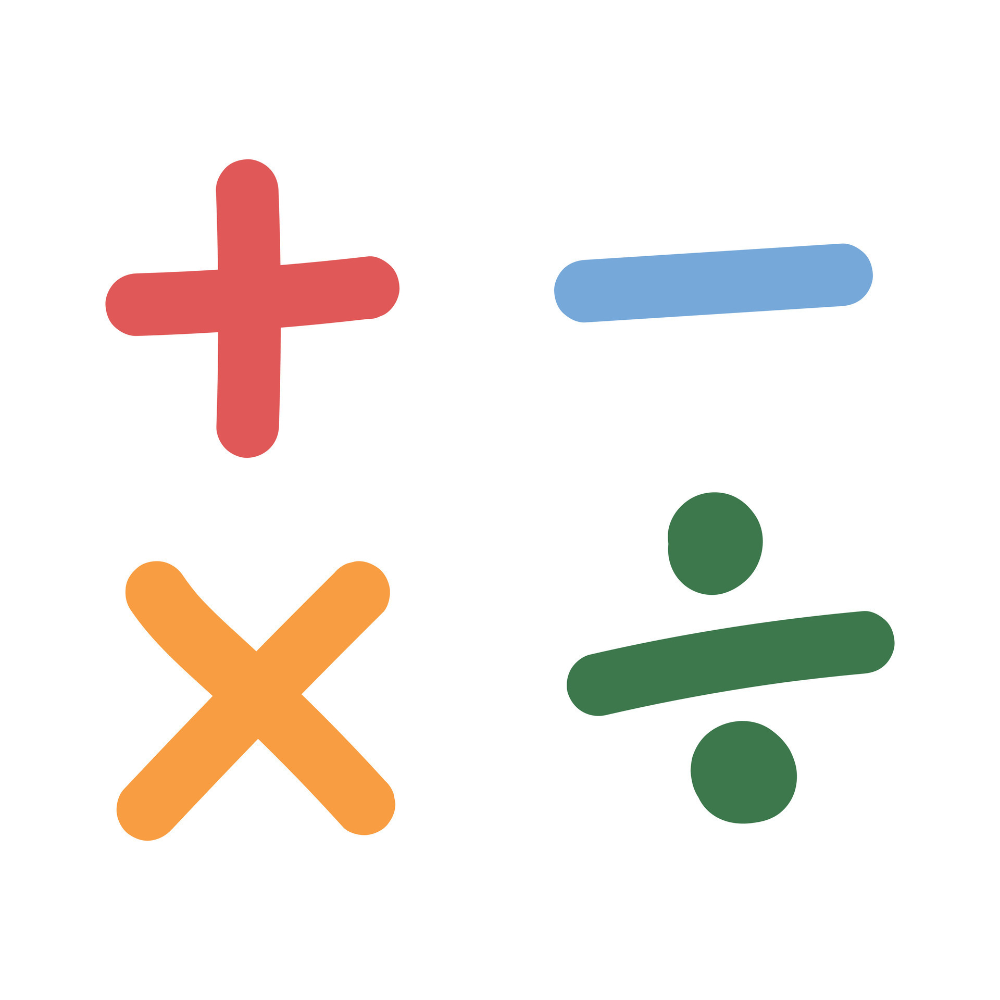 + −
× ÷